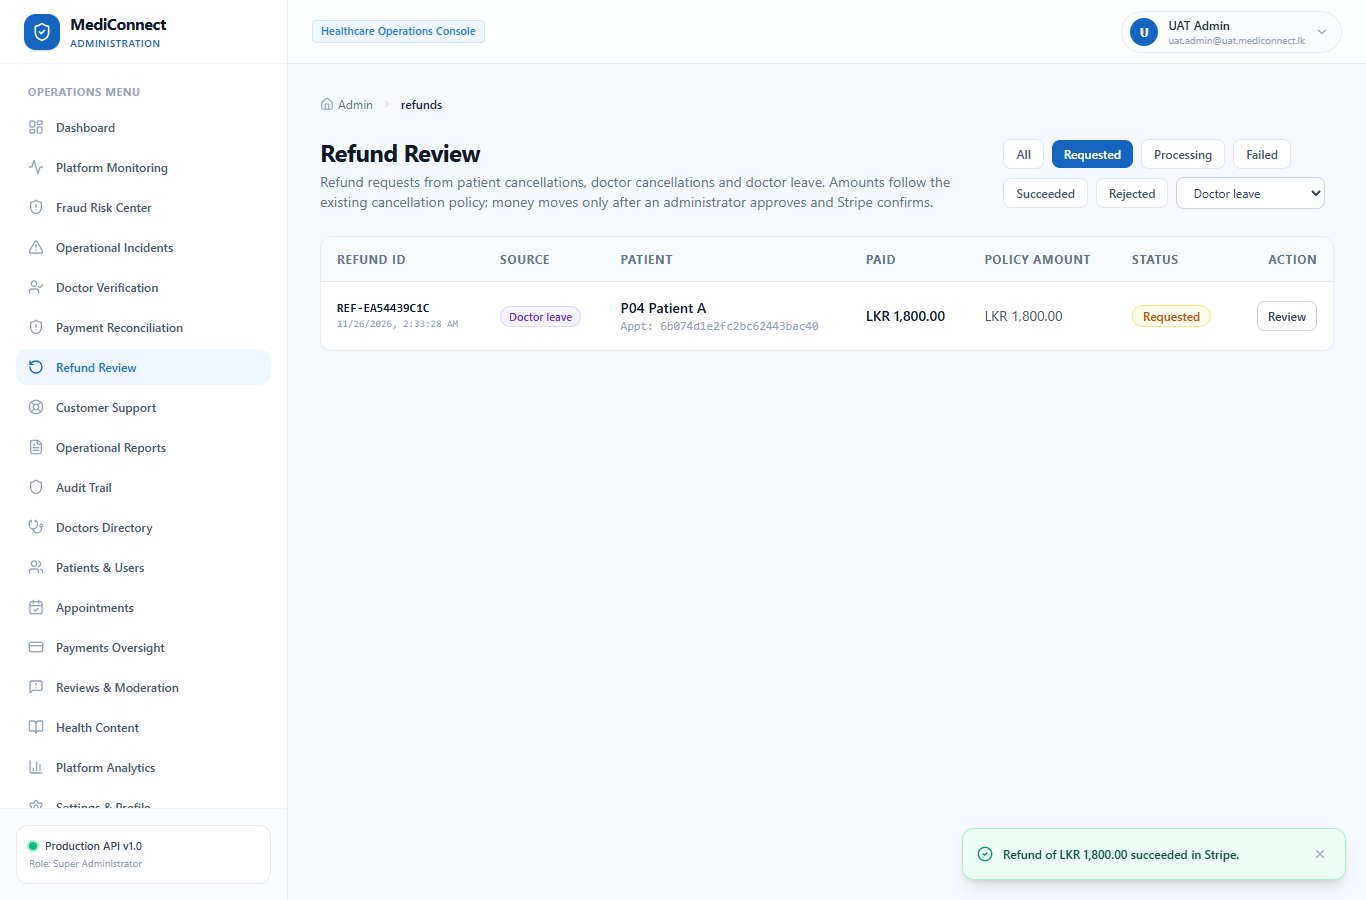 MediConnect
ADMINISTRATION
Healthcare Operations Console
U
UAT Admin
uat.admin@uat.mediconnect.lk
OPERATIONS MENU
Dashboard
Platform Monitoring
Fraud Risk Center
Operational Incidents
Doctor Verification
Payment Reconciliation
Refund Review
Customer Support
Operational Reports
Audit Trail
Doctors Directory
Patients & Users
Appointments
Payments Oversight
Reviews & Moderation
Health Content
Platform Analytics
Settings & Profile
Production API v1.0
Role: Super Administrator
Admin
refunds
Refund Review
Refund requests from patient cancellations, doctor cancellations and doctor leave. Amounts follow the
existing cancellation policy; money moves only after an administrator approves and Stripe confirms.
All Requested Processing Failed
Succeeded Rejected Doctor leave
REFUND ID SOURCE PATIENT PAID POLICY AMOUNT STATUS ACTION
REF-EA54439C1C
11/26/2026, 2:33:28 AM
Doctor leave
P04 Patient A
Appt: 6b074d1e2fc2bc62443bac40
LKR 1,800.00
LKR 1,800.00
Requested
Review
Refund of LKR 1,800.00 succeeded in Stripe.